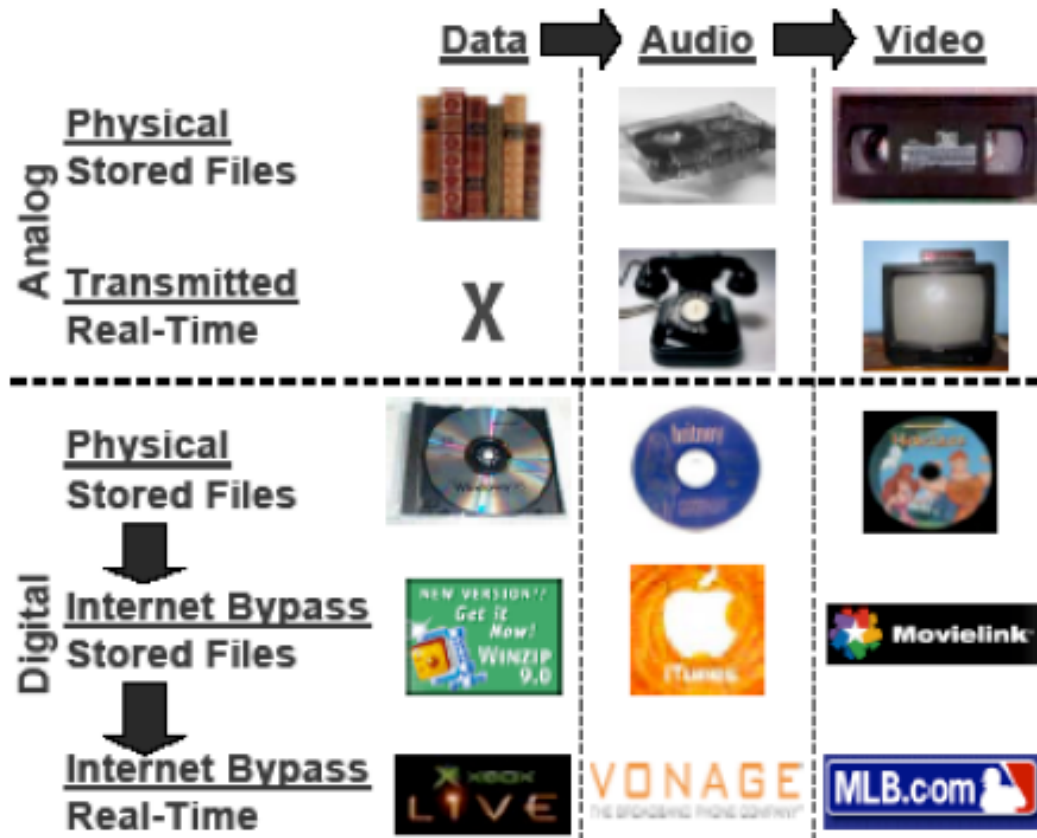 Data Audio Video
Analog
Physical
Stored Files
Transmitted
Real-Time
X
Digital
Physical
Stored Files
britney
Internet Bypass
Stored Files
NEW VERSION!!
Get it
Now!
WINZIP
9.0
iTunes
Movielink
Internet Bypass
Real-Time
XBOX
LIVE
VONAGE
THE BROADBAND PHONE COMPANY
MLB.com